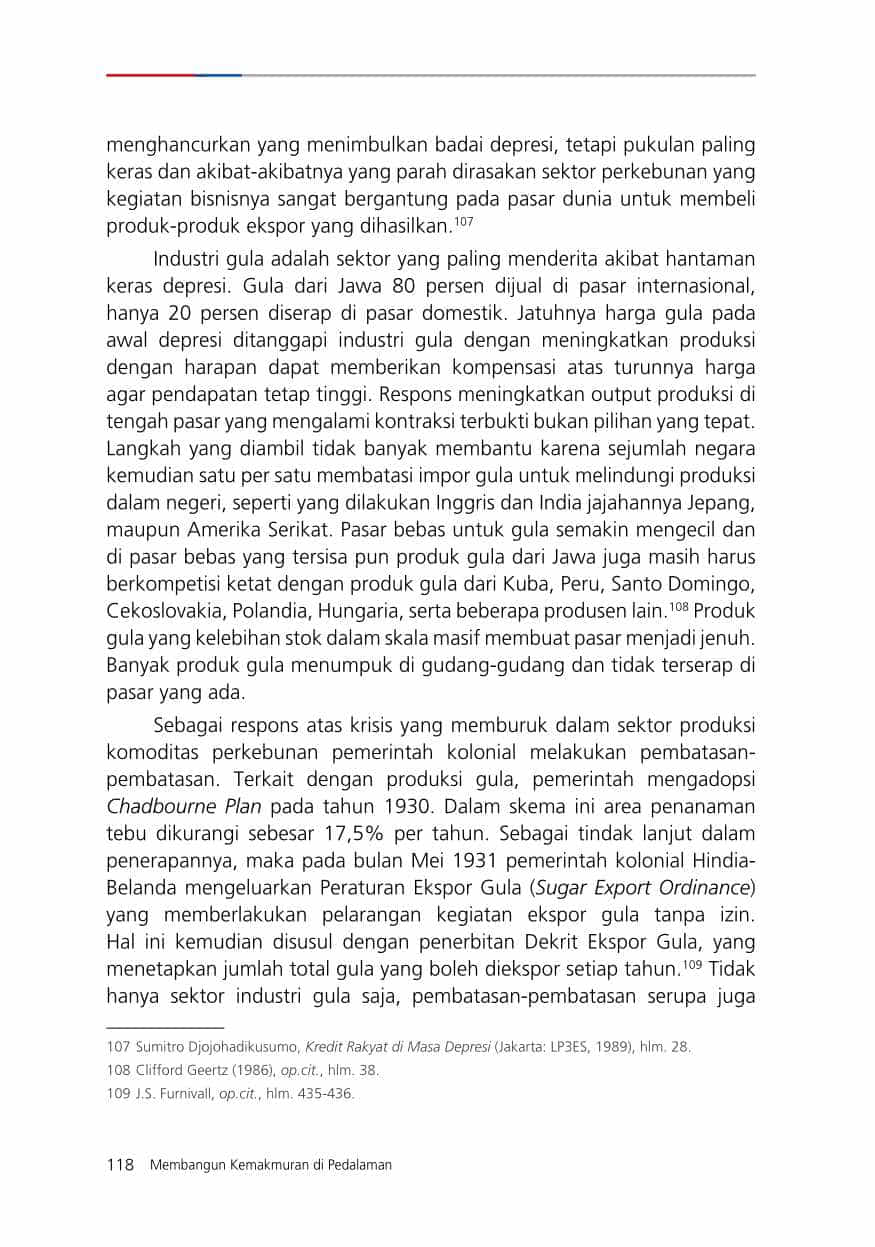 menghancurkan yang menimbulkan badai depresi, tetapi pukulan paling
keras dan akibat-akibatnya yang parah dirasakan sektor perkebunan yang
kegiatan bisnisnya sangat bergantung pada pasar dunia untuk membeli
produk-produk ekspor yang dihasilkan.107
Industri gula adalah sektor yang paling menderita akibat hantaman
keras depresi. Gula dari Jawa 80 persen dijual di pasar internasional,
hanya 20 persen diserap di pasar domestik. Jatuhnya harga gula pada
awal depresi ditanggapi industri gula dengan meningkatkan produksi
dengan harapan dapat memberikan kompensasi atas turunnya harga
agar pendapatan tetap tinggi. Respons meningkatkan output produksi di
tengah pasar yang mengalami kontraksi terbukti bukan pilihan yang tepat.
Langkah yang diambil tidak banyak membantu karena sejumlah negara
kemudian satu per satu membatasi impor gula untuk melindungi produksi
dalam negeri, seperti yang dilakukan Inggris dan India jajahannya Jepang,
maupun Amerika Serikat. Pasar bebas untuk gula semakin mengecil dan
di pasar bebas yang tersisa pun produk gula dari Jawa juga masih harus
berkompetisi ketat dengan produk gula dari Kuba, Peru, Santo Domingo,
Cekoslovakia, Polandia, Hungaria, serta beberapa produsen lain.108 Produk
gula yang kelebihan stok dalam skala masif membuat pasar menjadi jenuh.
Banyak produk gula menumpuk di gudang-gudang dan tidak terserap di
pasar yang ada.
Sebagai respons atas krisis yang memburuk dalam sektor produksi
komoditas perkebunan pemerintah kolonial melakukan pembatasan-
pembatasan. Terkait dengan produksi gula, pemerintah mengadopsi
Chadbourne Plan pada tahun 1930. Dalam skema ini area penanaman
tebu dikurangi sebesar 17,5% per tahun. Sebagai tindak lanjut dalam
penerapannya, maka pada bulan Mei 1931 pemerintah kolonial Hindia-
Belanda mengeluarkan Peraturan Ekspor Gula (Sugar Export Ordinance)
yang memberlakukan pelarangan kegiatan ekspor gula tanpa izin.
Hal ini kemudian disusul dengan penerbitan Dekrit Ekspor Gula, yang
menetapkan jumlah total gula yang boleh diekspor setiap tahun.109 Tidak
hanya sektor industri gula saja, pembatasan-pembatasan serupa juga
107 Sumitro Djojohadikusumo, Kredit Rakyat di Masa Depresi (Jakarta: LP3ES, 1989), hlm. 28.
108 Clifford Geertz (1986), op.cit., hlm. 38.
109 J.S. Furnivall, op.cit., hlm. 435-436.
118 Membangun Kemakmuran di Pedalaman